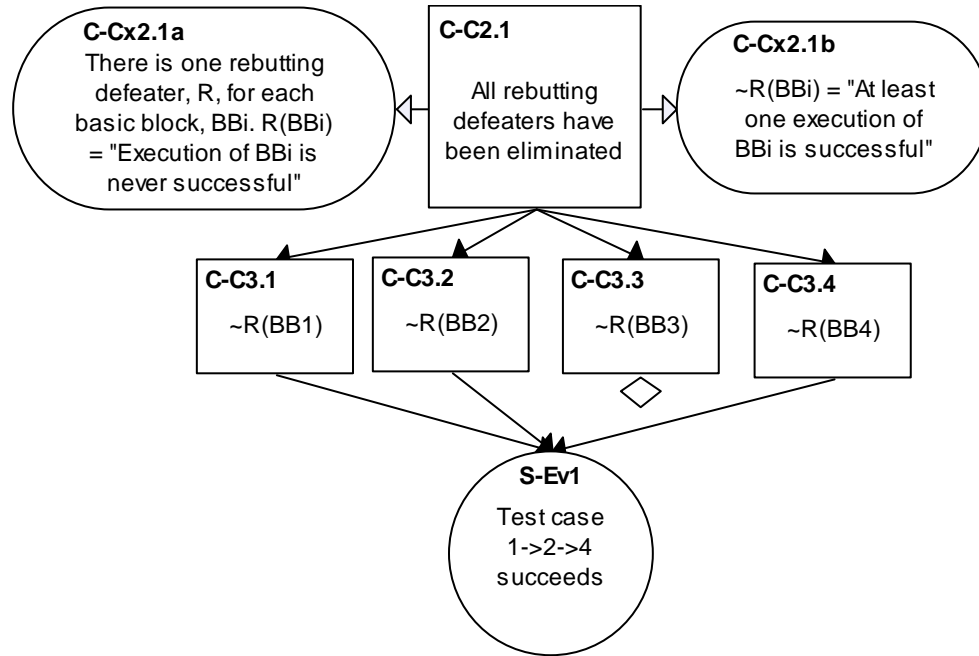 C-Cx2.1a
There is one rebutting
defeater, R, for each
basic block, BBi. R(BBi)
= "Execution of BBi is
never successful"
C-C2.1
All rebutting
defeaters have
been eliminated
C-Cx2.1b
~R(BBi) = "At least
one execution of
BBi is successful"
C-C3.1
~R(BB1)
C-C3.2
~R(BB2)
C-C3.3
~R(BB3)
C-C3.4
~R(BB4)
S-Ev1
Test case
1->2->4
succeeds